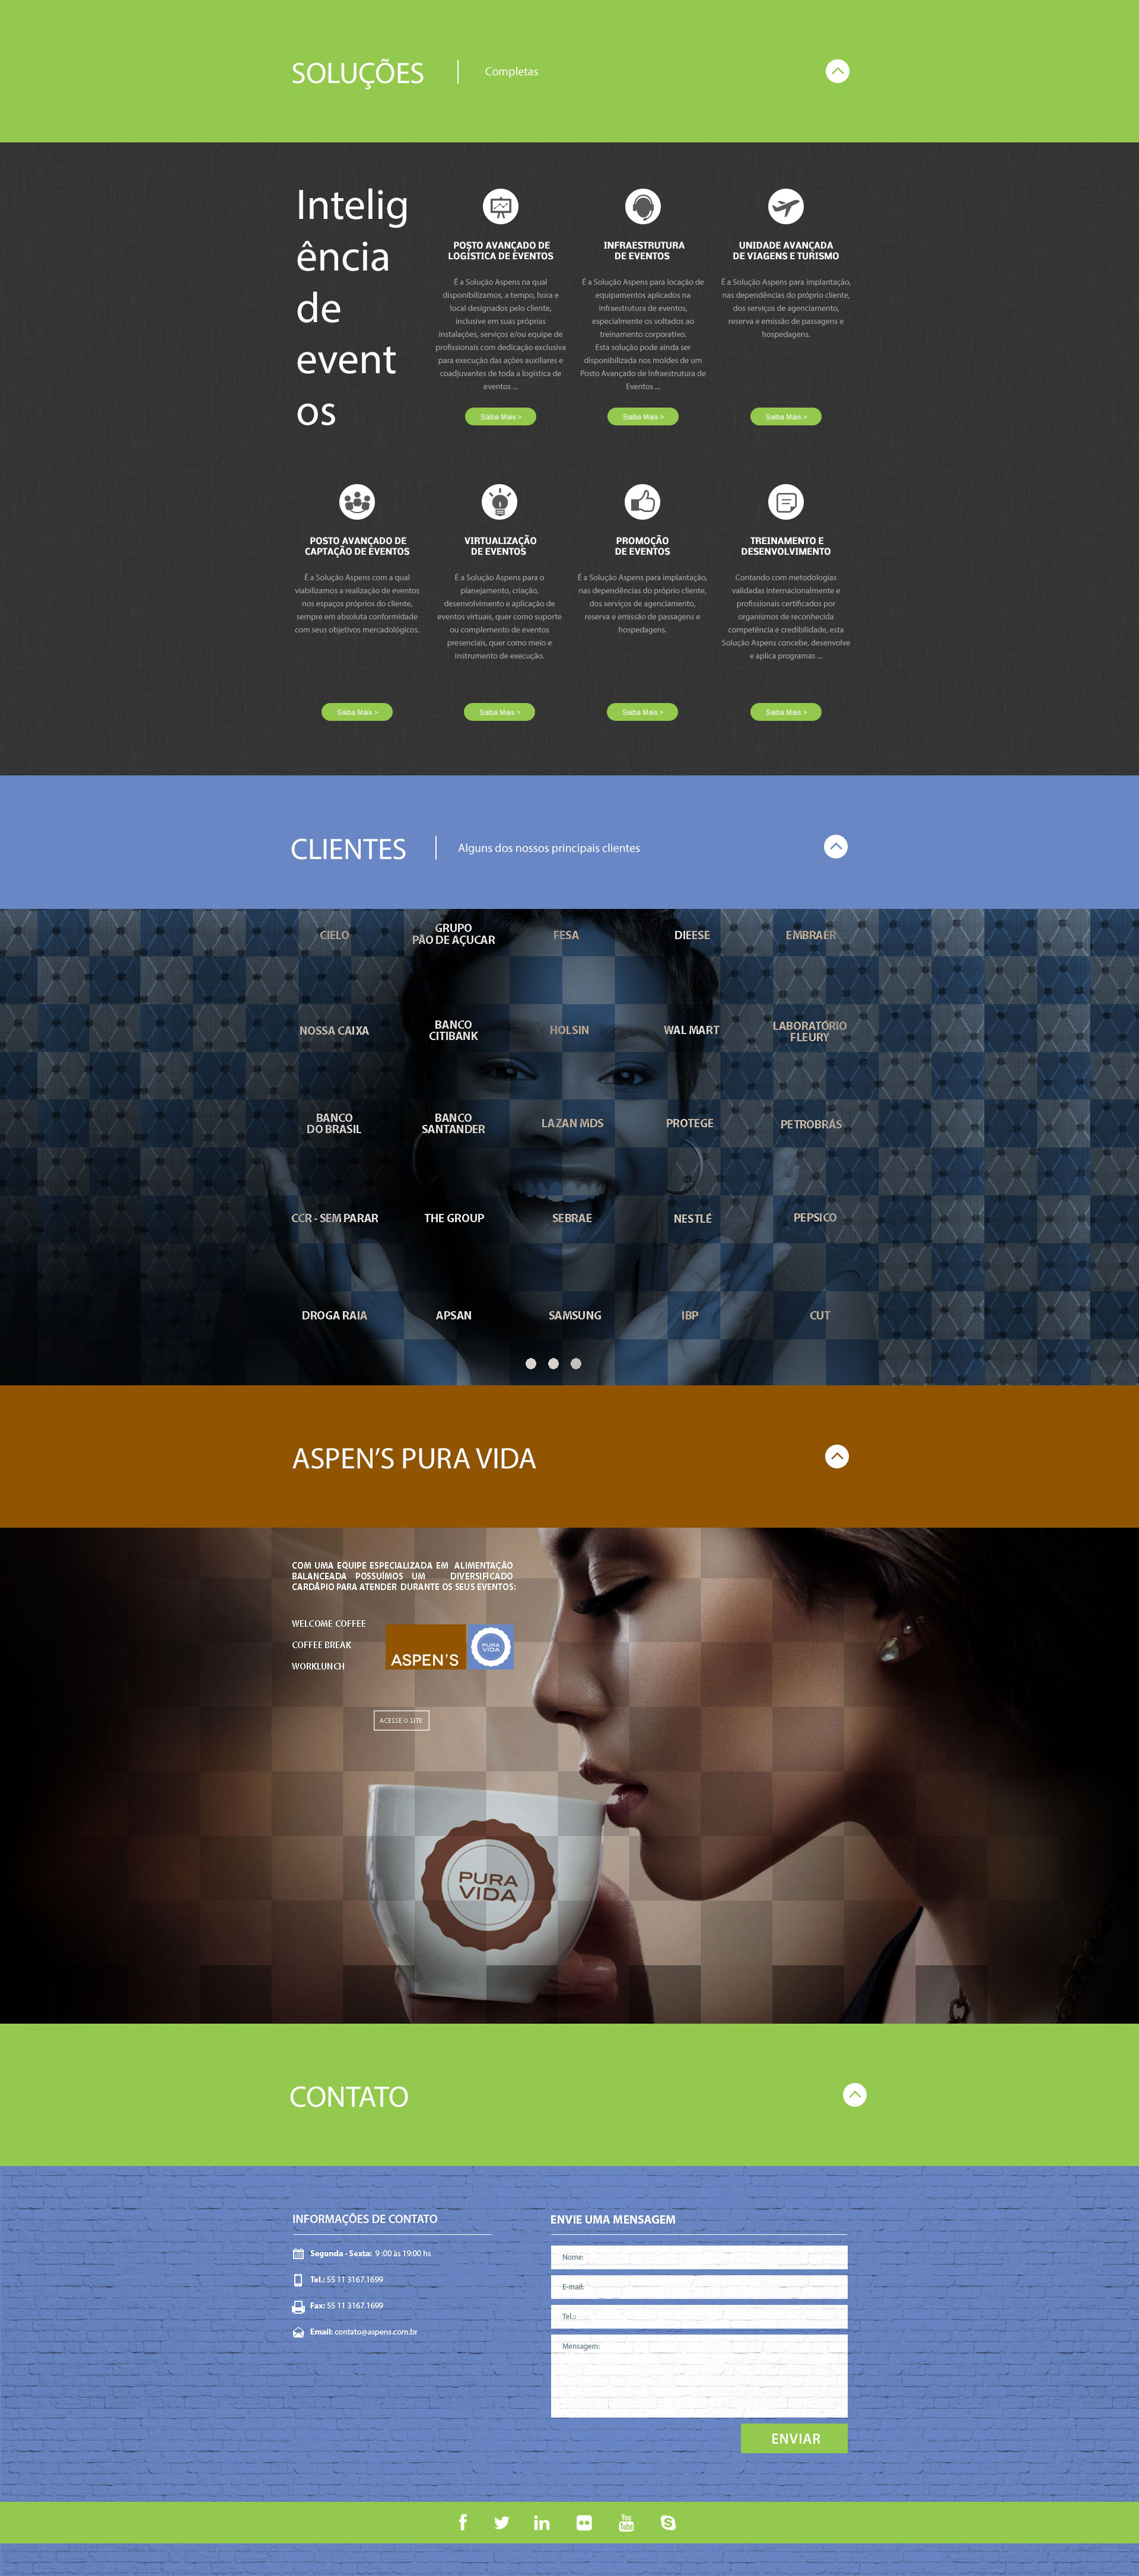 SOLUÇÕES
Completas
Intelig
ência
de
event
os
POSTO AVANÇADO DE
LOGÍSTICA DE EVENTOS
É a Solução Aspens na qual
disponibilizamos, a tempo, hora e
local designados pelo cliente,
inclusive em suas próprias
instalações, serviços e/ou equipe de
profissionais com dedicação exclusiva
para execução das ações auxiliares e
coadjuvantes de toda a logística de
eventos ...
Saiba Mais >
INFRAESTRUTURA
DE EVENTOS
É a Solução Aspens para locação de
equipamentos aplicados na
infraestrutura de eventos,
especialmente os voltados ao
treinamento corporativo.
Esta solução pode ainda ser
disponibilizada nos moldes de um
Posto Avançado de Infraestrutura de
Eventos ...
Saiba Mais >
UNIDADE AVANÇADA
DE VIAGENS E TURISMO
É a Solução Aspens para implantação,
nas dependências do próprio cliente,
dos serviços de agenciamento,
reserva e emissão de passagens e
hospedagens.
Saiba Mais >
POSTO AVANÇADO DE
CAPTAÇÃO DE EVENTOS
É a Solução Aspens com a qual
viabilizamos a realização de eventos
nos espaços próprios do cliente,
sempre em absoluta conformidade
com seus objetivos mercadológicos.
Saiba Mais >
VIRTUALIZAÇÃO
DE EVENTOS
É a Solução Aspens para o
planejamento, criação,
desenvolvimento e aplicação de
eventos virtuais, quer como suporte
ou complemento de eventos
presenciais, quer como meio e
instrumento de execução.
Saiba Mais >
PROMOÇÃO
DE EVENTOS
É a Solução Aspens para implantação,
nas dependências do próprio cliente,
dos serviços de agenciamento,
reserva e emissão de passagens e
hospedagens.
Saiba Mais >
TREINAMENTO E
DESENVOLVIMENTO
Contando com metodologias
validadas internacionalmente e
profissionais certificados por
organismos de reconhecida
competência e credibilidade, esta
Solução Aspens concebe, desenvolve
e aplica programas ...
Saiba Mais >
CLIENTES
Alguns dos nossos principais clientes
CIELO
GRUPO
PÃO DE AÇUCAR
FESA
DIEESE
EMBRAER
NOSSA CAIXA
BANCO
CITIBANK
HOLSIN
WAL MART
LABORATÓRIO
FLEURY
BANCO
DO BRASIL
BANCO
SANTANDER
LAZAN MDS
PROTEGE
PETROBRÁS
CCR - SEM PARAR
THE GROUP
SEBRAE
NESTLÉ
PEPSICO
DROGA RAIA
APSAN
SAMSUNG
IBP
CUT
ASPEN’S PURA VIDA
COM UMA EQUIPE ESPECIALIZADA EM ALIMENTAÇÃO
BALANCEADA POSSUÍMOS UM DIVERSIFICADO
CARDÁPIO PARA ATENDER DURANTE OS SEUS EVENTOS:
WELCOME COFFEE
COFFEE BREAK
WORKLUNCH
ASPEN’S
PURA
VIDA
ACESSE O SITE
PURA
VIDA
CONTATO
INFORMAÇÕES DE CONTATO
Segunda - Sexta: 9 :00 às 19:00 hs
Tel.: 55 11 3167.1699
Fax: 55 11 3167.1699
Email: contato@aspens.com.br
ENVIE UMA MENSAGEM
Nome:
E-mail:
Tel.::
Mensagem:
ENVIAR
You
Tube